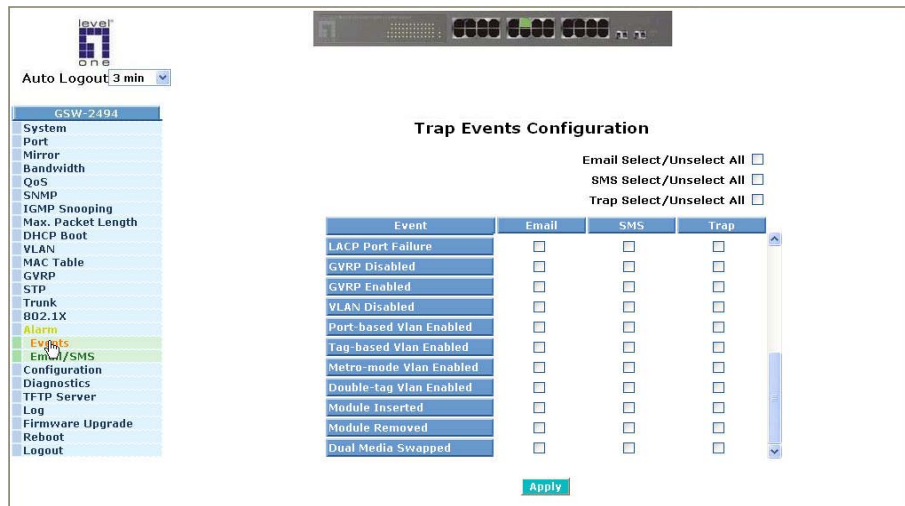 level
one
Auto Logout 3 min
GSW-2494
System
Port
Mirror
Bandwidth
QoS
SNMP
IGMP Snooping
Max. Packet Length
DHCP Boot
VLAN
MAC Table
GVRP
STP
Trunk
802.1X
Alarm
Events
Email/SMS
Configuration
Diagnostics
TFTP Server
Log
Firmware Upgrade
Reboot
Logout
Trap Events Configuration
Email Select/Unselect All
SMS Select/Unselect All
Trap Select/Unselect All
Event Email SMS Trap
LACP Port Failure
GVRP Disabled
GVRP Enabled
VLAN Disabled
Port-based Vlan Enabled
Tag-based Vlan Enabled
Metro-mode Vlan Enabled
Double-tag Vlan Enabled
Module Inserted
Module Removed
Dual Media Swapped
Apply